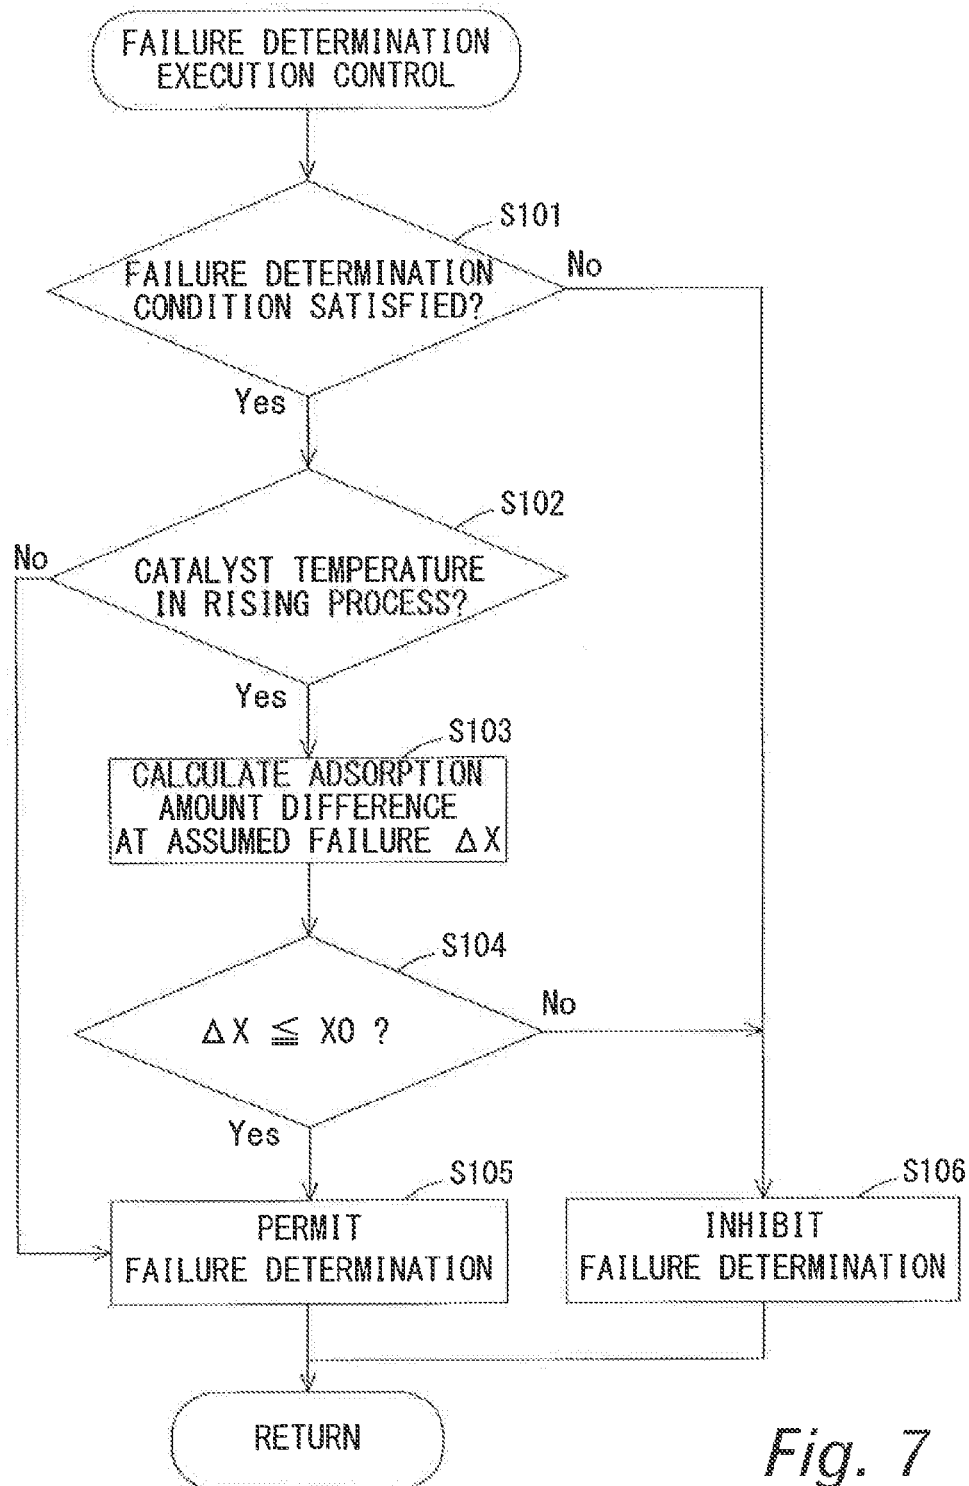 FAILURE DETERMINATION
EXECUTION CONTROL
S101
FAILURE DETERMINATION
CONDITION SATISFIED?
No
Yes
S102
No
CATALYST TEMPERATURE
IN RISING PROCESS?
Yes
S103
CALCULATE ADSORPTION
AMOUNT DIFFERENCE
AT ASSUMED FAILURE ΔX
S104
No
ΔX ≦ X0 ?
Yes
S105
PERMIT
FAILURE DETERMINATION
S106
INHIBIT
FAILURE DETERMINATION
RETURN
Fig. 7